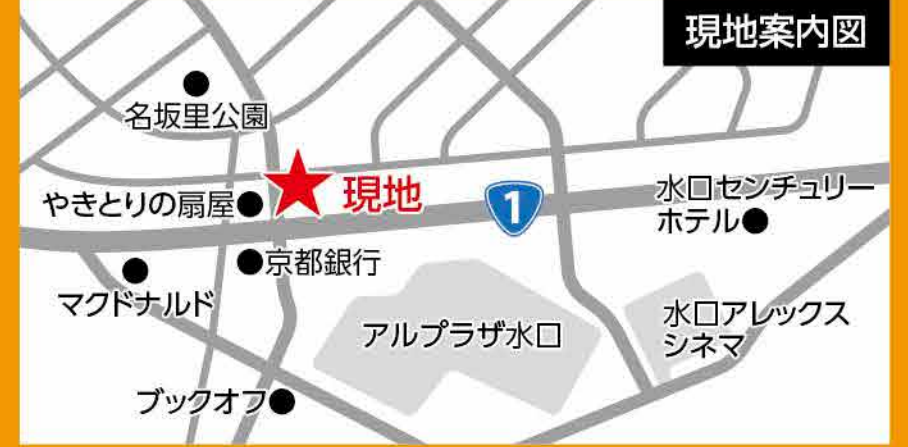 現地案内図
名坂里公園
やきとりの扇屋
現地
1
水口センチュリー
ホテル
京都銀行
マクドナルド
アルプラザ水口
水口アレックス
シネマ
ブックオフ